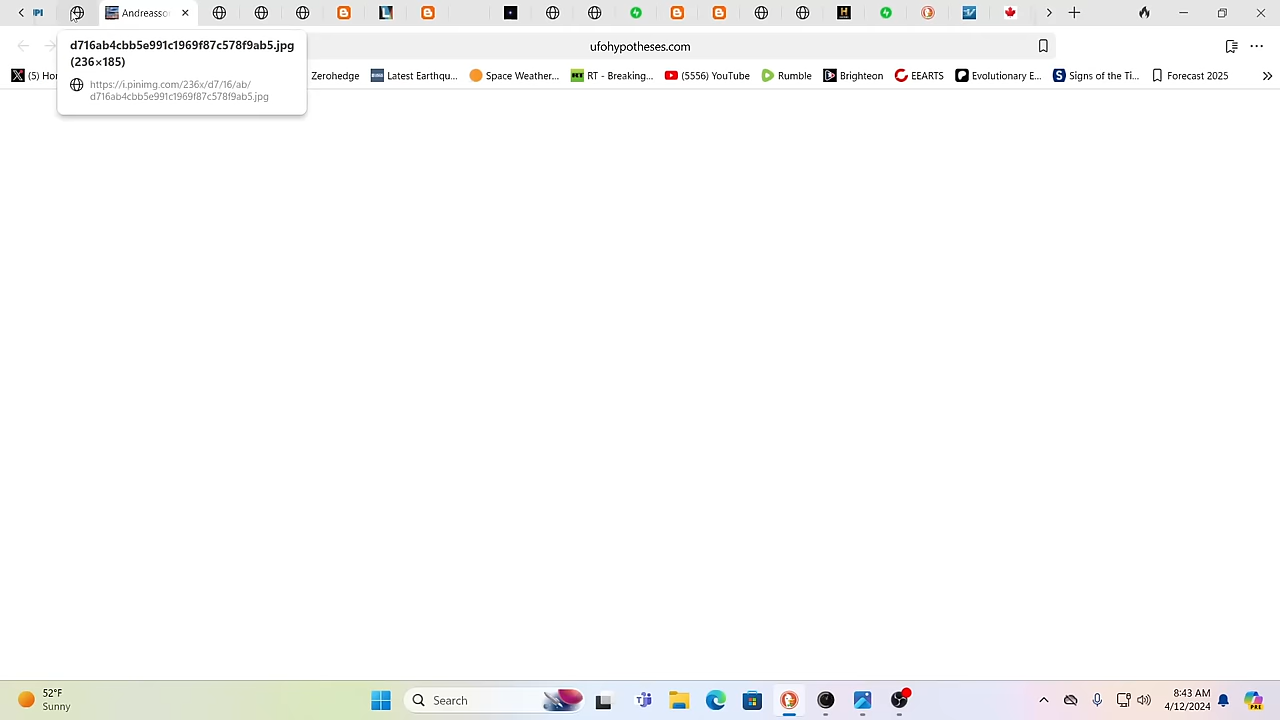 PI
Andreasso
d716ab4cbb5e991c1969f87c578f9ab5.jpg
(236×185)
https://i.pinimg.com/236x/d7/16/ab/
d716ab4cbb5e991c1969f87c578f9ab5.jpg
ufohypotheses.com
(5) Hor
Zerohedge
Latest Earthqu...
Space Weather...
RT - Breaking...
(5556) YouTube
Rumble
Brighteon
EEARTS
Evolutionary E...
Signs of the Ti...
Forecast 2025
52°F
Sunny
Search
8:43 AM
4/12/2024